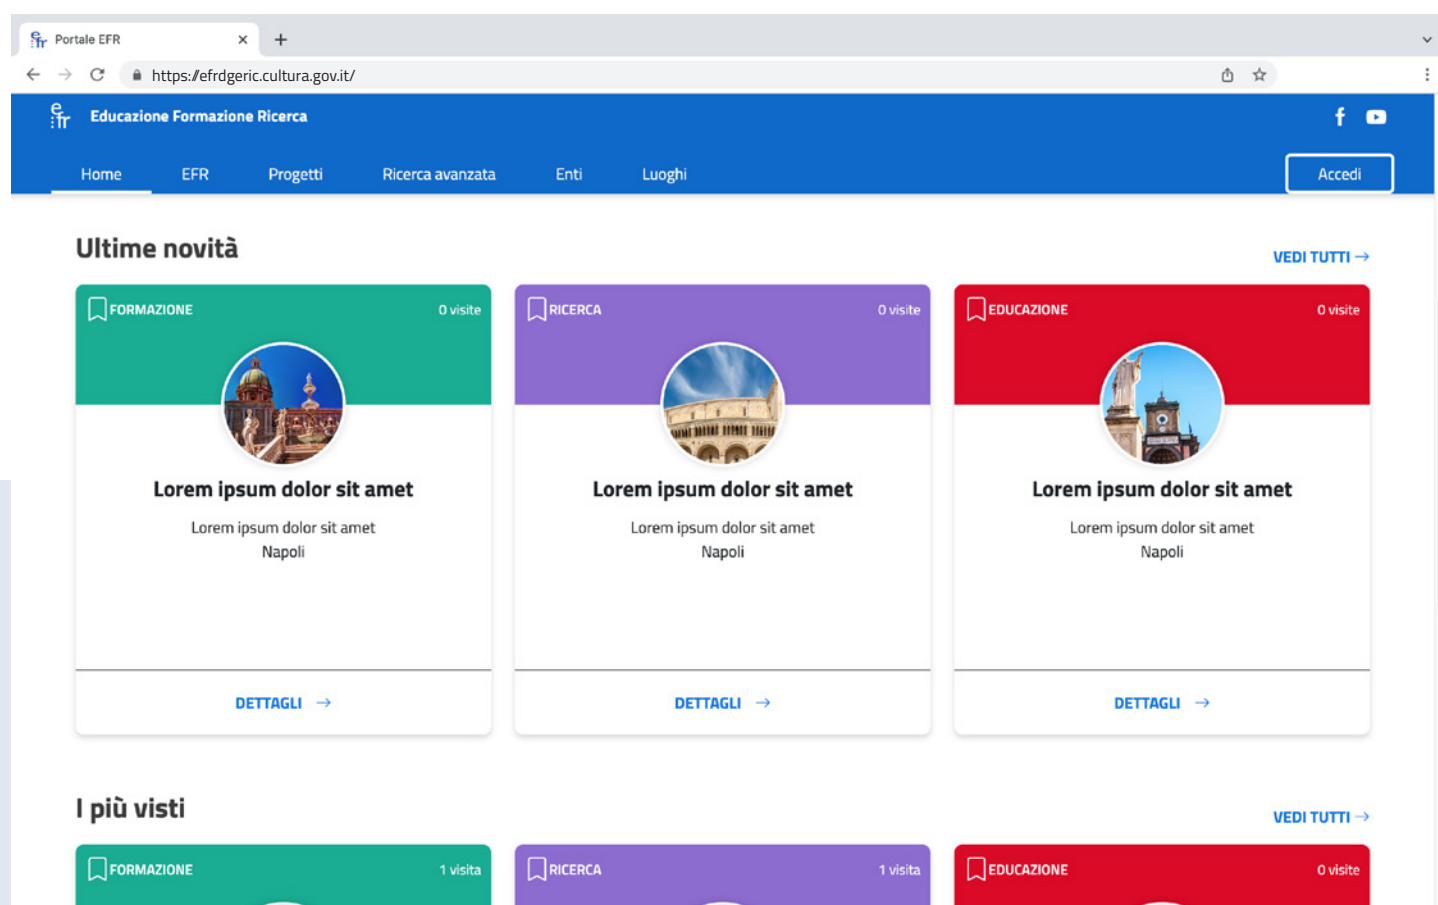 efr Portale EFR × +
https://efrdgeric.cultura.gov.it/
efr Educazione Formazione Ricerca
Home EFR Progetti Ricerca avanzata Enti Luoghi Accedi
Ultime novità
VEDI TUTTI →
FORMAZIONE 0 visite
Lorem ipsum dolor sit amet
Lorem ipsum dolor sit amet
Napoli
DETTAGLI →
RICERCA 0 visite
Lorem ipsum dolor sit amet
Lorem ipsum dolor sit amet
Napoli
DETTAGLI →
EDUCAZIONE 0 visite
Lorem ipsum dolor sit amet
Lorem ipsum dolor sit amet
Napoli
DETTAGLI →
I più visti
VEDI TUTTI →
FORMAZIONE 1 visita
RICERCA 1 visita
EDUCAZIONE 0 visite